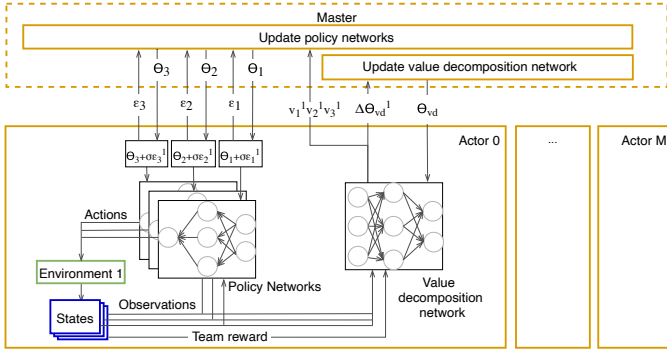 Master
Update policy networks
Update value decomposition network
Θ₃ Θ₂ Θ₁
ε₃ ε₂ ε₁
v₁¹v₂¹v₃¹
ΔΘvd¹
Θvd
Actor 0
...
Actor M
Θ₃+σε₃¹
Θ₂+σε₂¹
Θ₁+σε₁¹
Actions
Environment 1
Policy Networks
Value
decomposition
network
Observations
States
Team reward